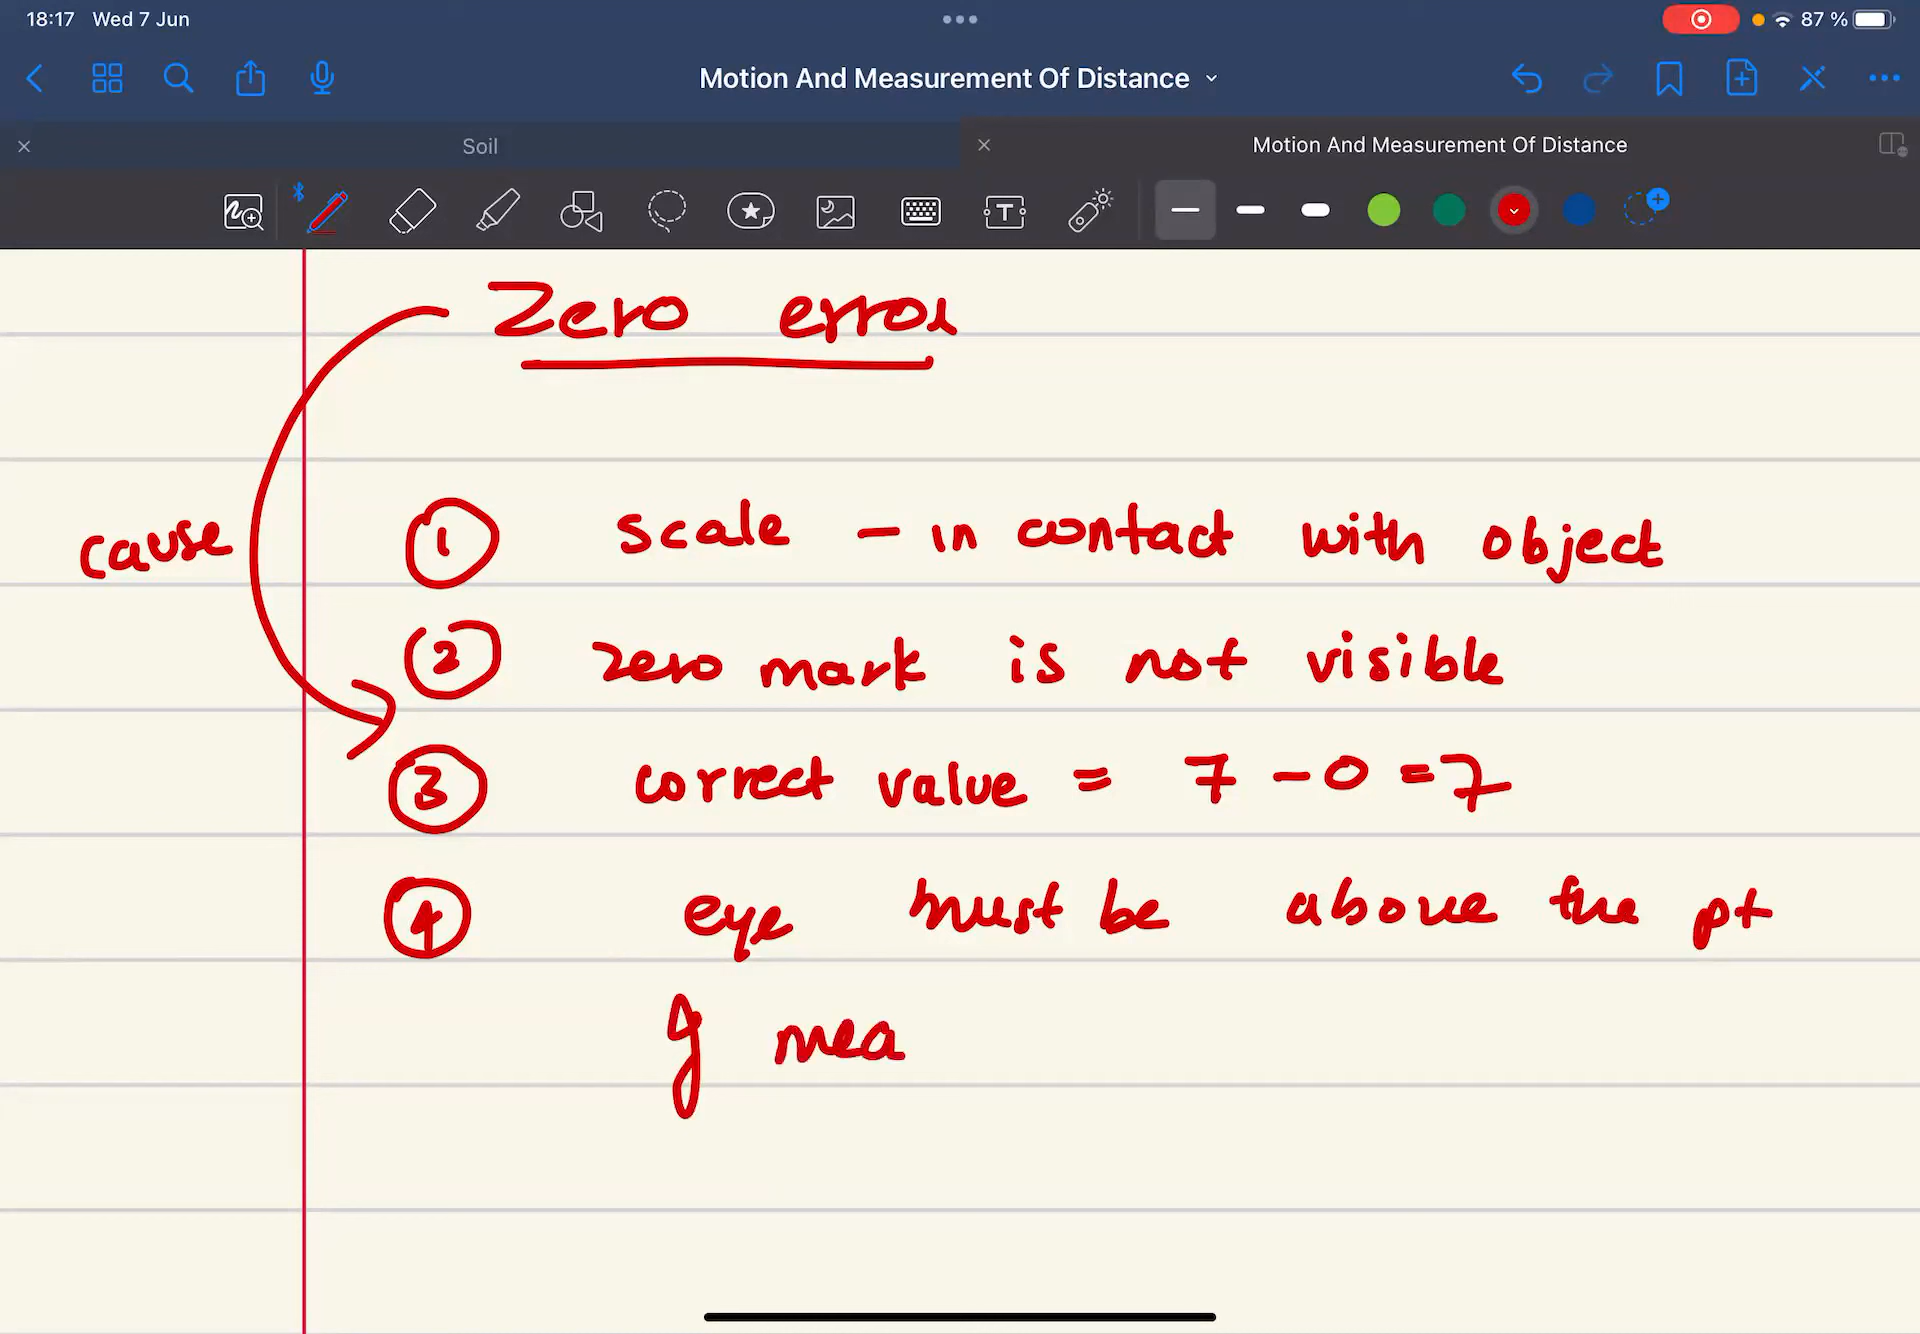 18:17 Wed 7 Jun 87 %
Motion And Measurement Of Distance
Soil Motion And Measurement Of Distance
Zero error
cause
1 scale - in contact with object
2 zero mark is not visible
3 correct value = 7 - 0 = 7
4 eye must be above the pt
of mea